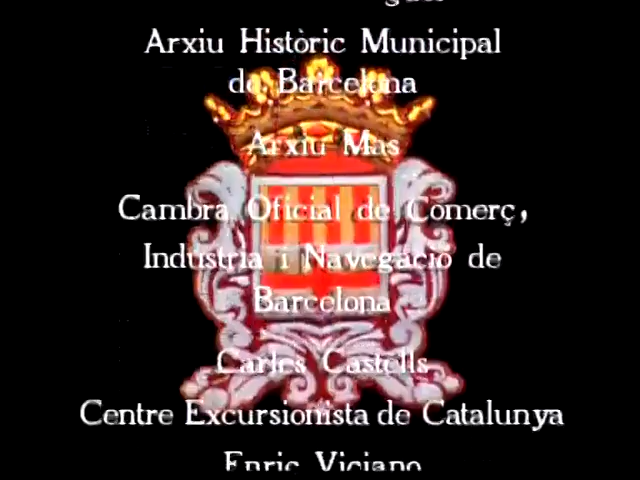 Arxiu Històric Municipal
de Barcelona
Arxiu Mas
Cambra Oficial de Comerç,
Indústria i Navegació de
Barcelona
Carles Castells
Centre Excursionista de Catalunya
Enric Viciano